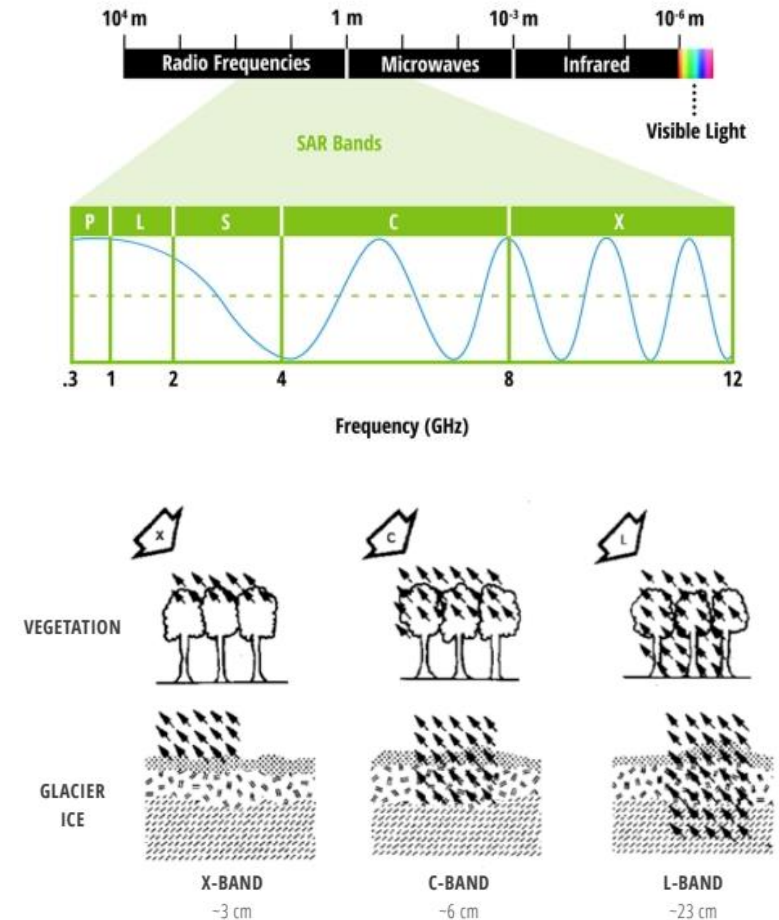 10⁴ m 1 m 10⁻³ m 10⁻⁶ m
Radio Frequencies Microwaves Infrared
Visible Light
SAR Bands
P L S C X
.3 1 2 4 8 12
Frequency (GHz)
X C L
VEGETATION
GLACIER
ICE
X-BAND C-BAND L-BAND
~3 cm ~6 cm ~23 cm